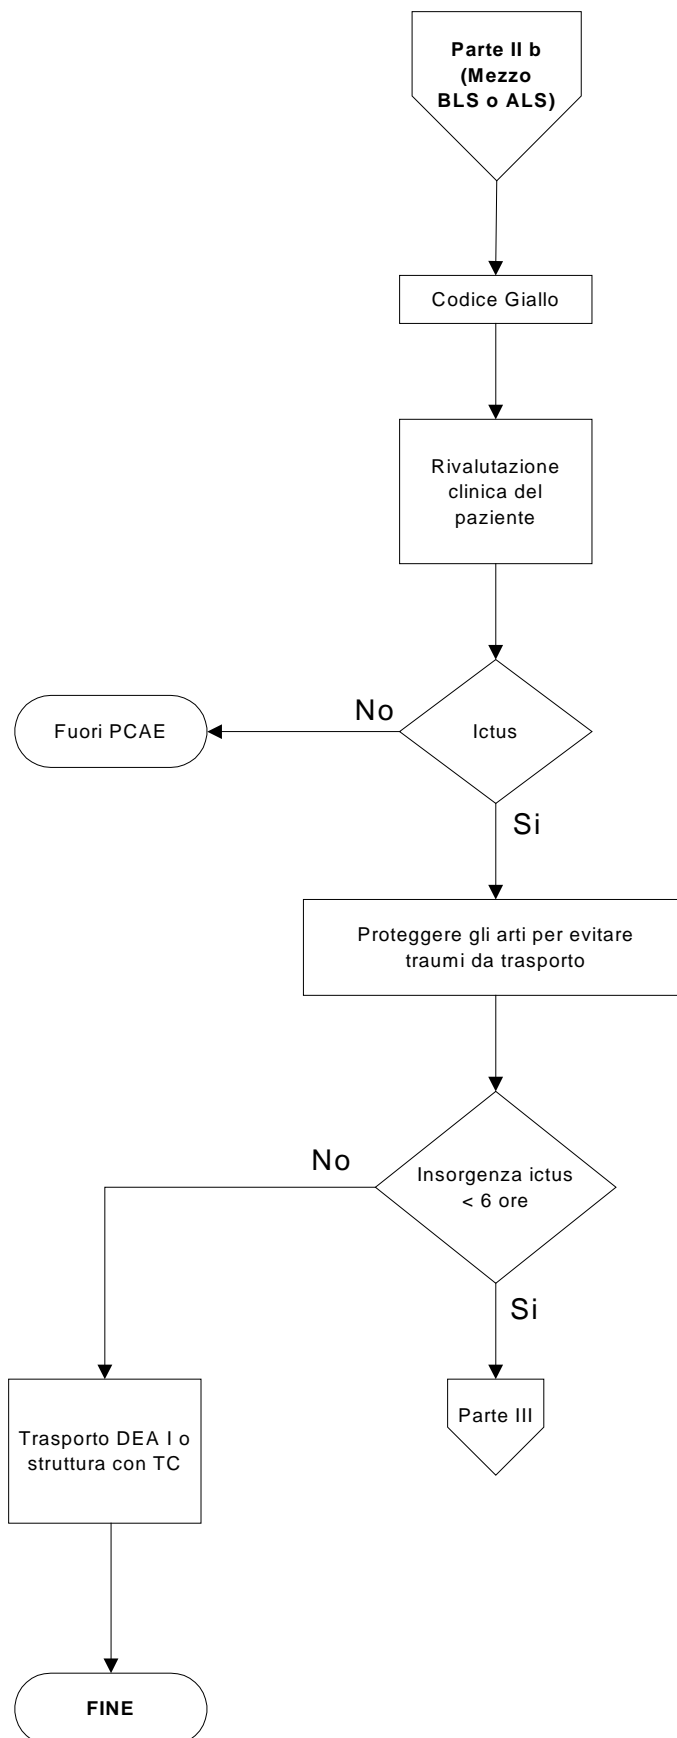 Parte II b
(Mezzo
BLS o ALS)
Codice Giallo
Rivalutazione
clinica del
paziente
No
Fuori PCAE
Ictus
Si
Proteggere gli arti per evitare
traumi da trasporto
No
Insorgenza ictus
< 6 ore
Si
Parte III
Trasporto DEA I o
struttura con TC
FINE